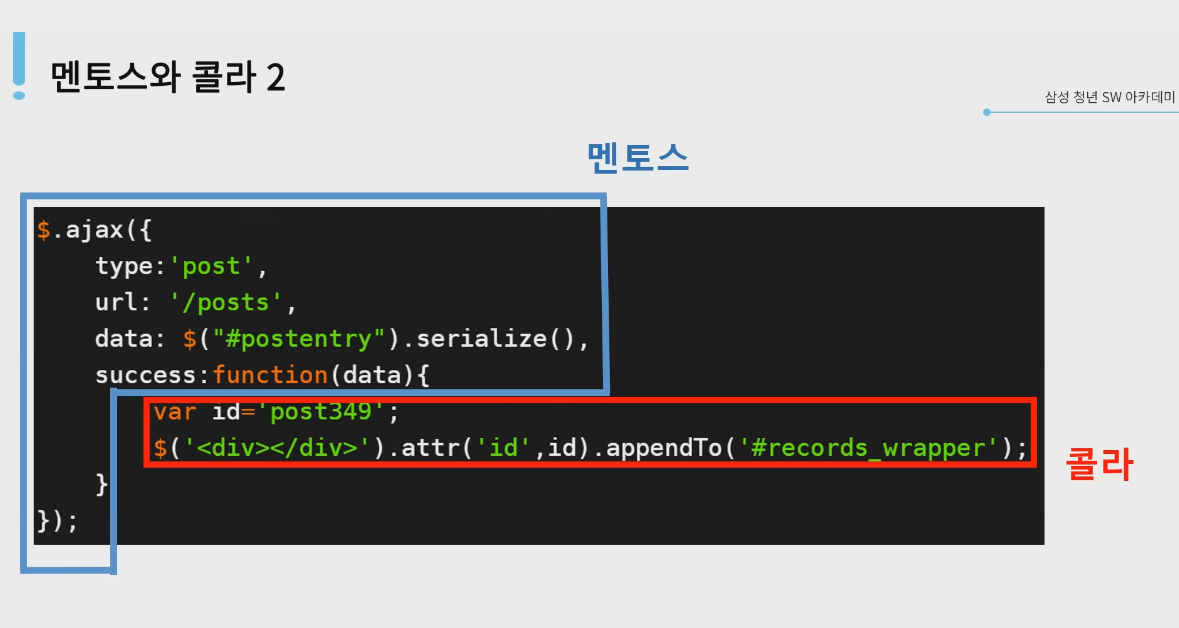 멘토스와 콜라 2
삼성 청년 SW 아카데미
멘토스
$.ajax({
    type:'post',
    url: '/posts',
    data: $("#postentry").serialize(),
    success:function(data){
        var id='post349';
        $('<div></div>').attr('id',id).appendTo('#records_wrapper');
    }
});
콜라